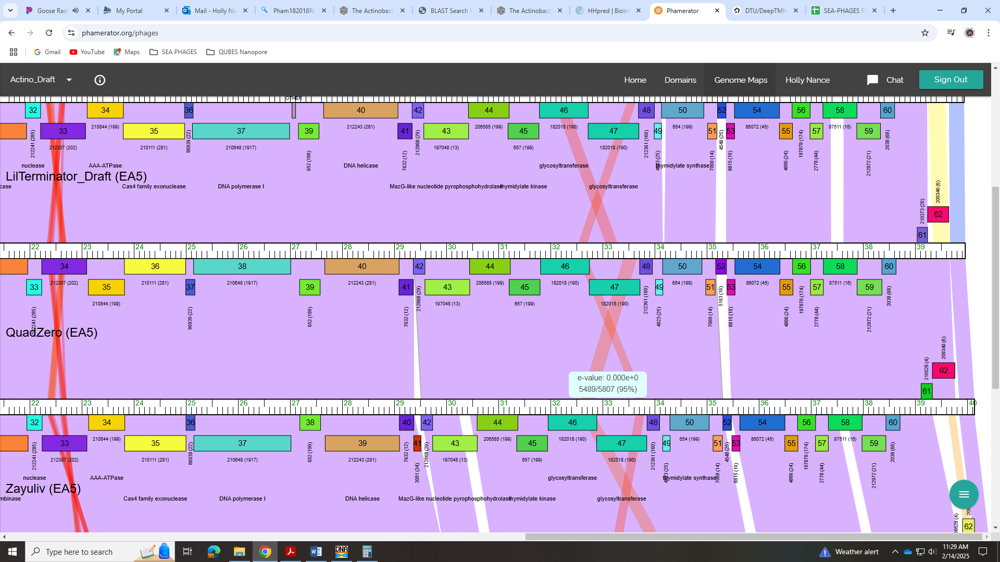 Goose Radi
My Portal
Mail - Holly Na
Pham182018Re
The Actinobact
BLAST Search R
The Actinobact
HHpred | Bioinf
Phamerator
DTU/DeepTMH
SEA-PHAGES F
phamerator.org/phages
Gmail
YouTube
Maps
SEA PHAGES
QUBES Nanopore
Actino_Draft
Home
Domains
Genome Maps
Holly Nance
Chat
Sign Out
OTHER
32 34 36 40 42 44 46 48 50 52 54 56 58 60
33 35 37 39 41 43 45 47 49 51 53 55 57 59
210844 (199) 212243 (281) 206585 (199) 182018 (190) 654 (199) 86072 (45) 87511 (16)
212307 (202) 210111 (281) 210648 (1917) 197048 (13) 657 (199) 182018 (190)
212241 (285) 86939 (22) 652 (199) 7632 (12) 212868 (29) 212361 (160) 4923 (25) 7069 (14) 4548 (25) 8815 (10) 4886 (24) 197878 (174) 2778 (44) 212972 (21) 2038 (68)
nuclease AAA-ATPase DNA helicase glycosyltransferase thymidylate synthase
LilTerminator_Draft (EA5)
case Cas4 family exonuclease DNA polymerase I MazG-like nucleotide pyrophosphohydrolase thymidylate kinase glycosyltransferase
210373 (20) 209340 (6)
62
61
22 23 24 25 26 27 28 29 30 31 32 33 34 35 36 37 38 39
34 36 38 40 42 44 46 48 50 52 54 56 58 60
33 35 37 39 41 43 45 47 49 51 53 55 57 59
212307 (202) 210111 (281) 210648 (1917) 212243 (281) 206585 (199) 182018 (190) 654 (199) 86072 (45) 87511 (16)
210844 (199) 197048 (13) 657 (199) 182018 (190)
212241 (285) 86939 (22) 652 (199) 7632 (12) 212868 (29) 212361 (160) 4923 (25) 7069 (14) 5163 (16) 8815 (10) 4886 (24) 197878 (174) 2778 (44) 212972 (21) 2038 (68)
QuadZero (EA5)
210528 (4) 209340 (6)
62
61
e-value: 0.000e+0
5489/5807 (95%)
22 23 24 25 26 27 28 29 30 31 32 33 34 35 36 37 38 39 40
32 34 36 38 40 42 44 46 48 50 52 54 56 58 60
33 35 37 39 41 43 45 47 49 51 53 55 57 59
210844 (199) 206585 (199) 182018 (190) 654 (199) 86072 (45) 87511 (16)
212307 (202) 210111 (281) 210648 (1917) 212243 (281) 197048 (13) 657 (199) 182018 (190)
212241 (285) 86939 (22) 652 (199) 7632 (12) 3081 (34) 212868 (29) 212361 (160) 4923 (25) 7069 (14) 4548 (25) 8815 (10) 4886 (24) 197878 (174) 2778 (44) 212972 (21) 2038 (68)
nuclease AAA-ATPase glycosyltransferase thymidylate synthase
Zayuliv (EA5)
mbinase Cas4 family exonuclease DNA polymerase I DNA helicase MazG-like nucleotide pyrophosphohydrolase thymidylate kinase glycosyltransferase
62
Type here to search
DNA
Weather alert
11:29 AM
2/14/2025